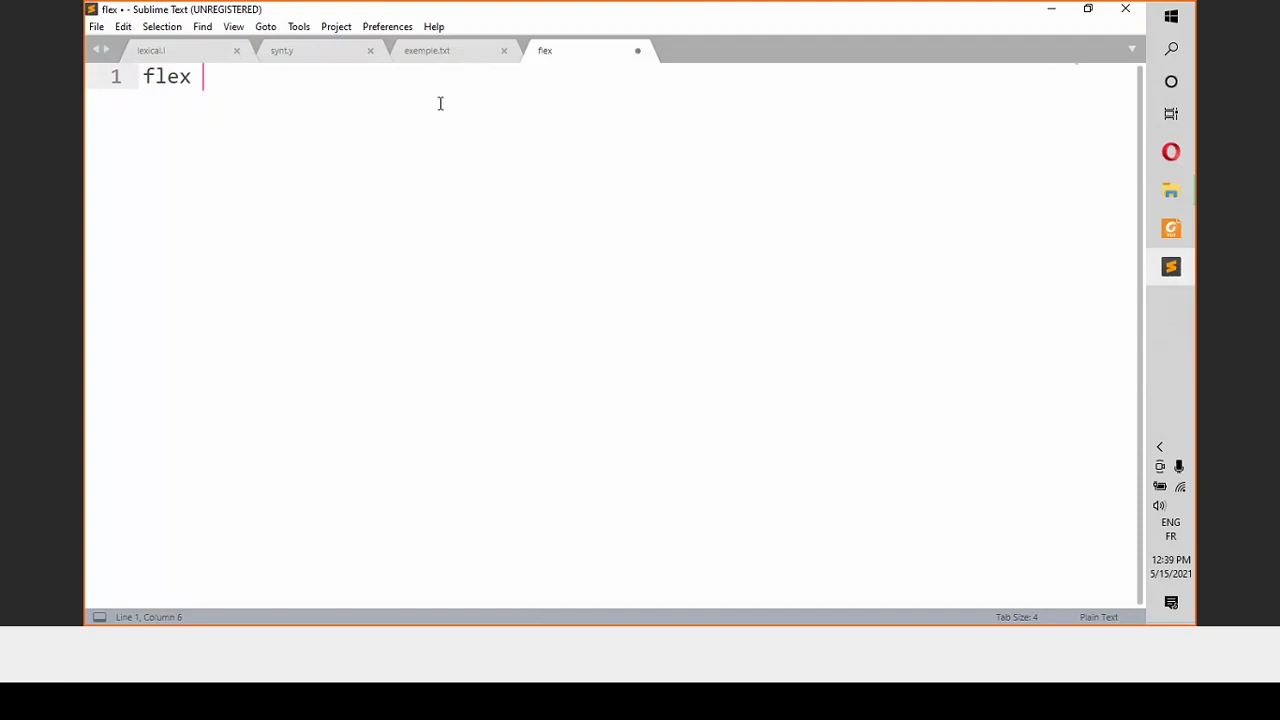 flex • - Sublime Text (UNREGISTERED)
File Edit Selection Find View Goto Tools Project Preferences Help
lexical.l synt.y exemple.txt flex
1 flex
Line 1, Column 6 Tab Size: 4 Plain Text
ENG
FR
12:39 PM
5/15/2021